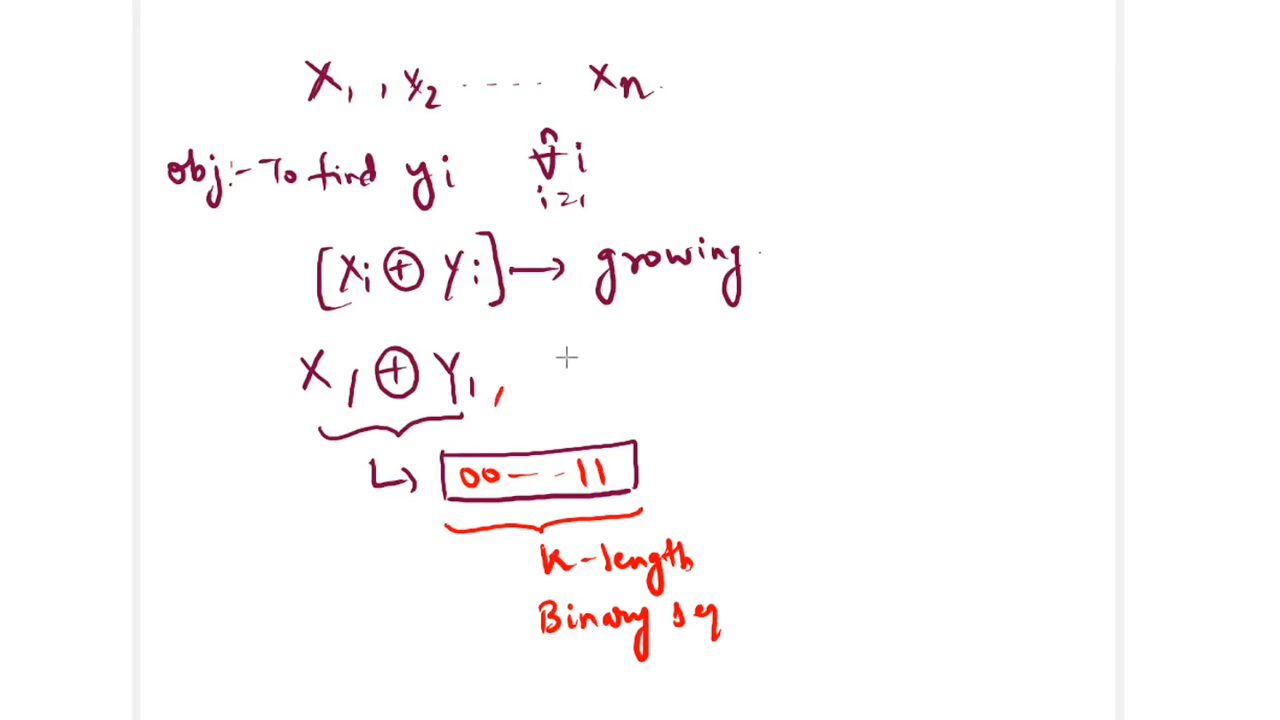 X₁, X₂ ---- Xn.
Obj:- To find yi ∀i
n
i=1
[Xi ⊕ Yi] → growing.
X₁ ⊕ Y₁,
↳ 00- -11
K-length
Binary seq